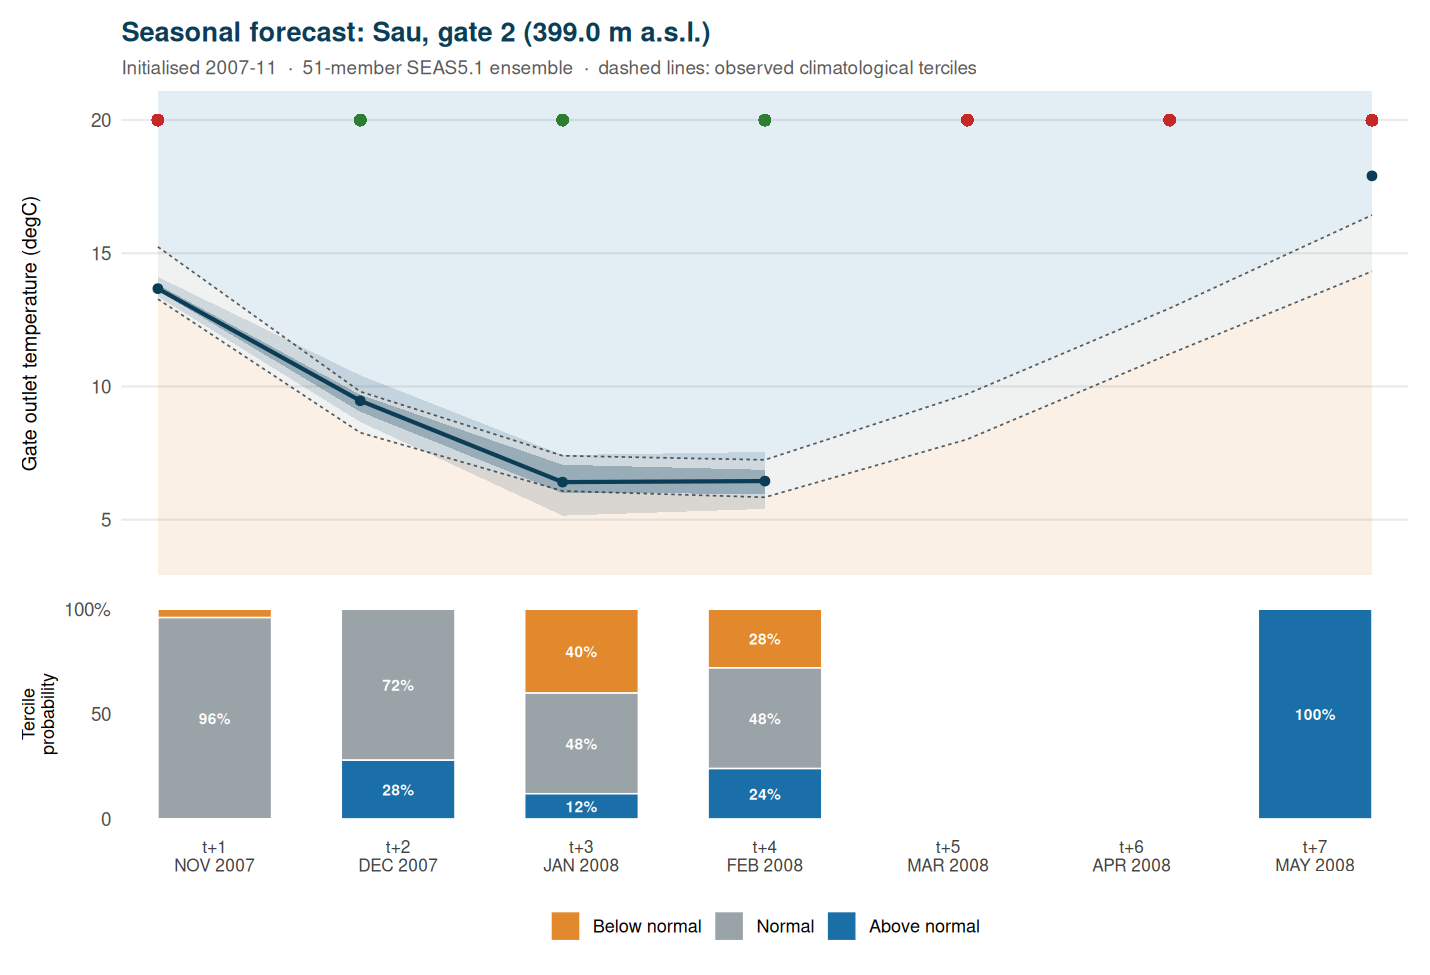 Seasonal forecast: Sau, gate 2 (399.0 m a.s.l.)
Initialised 2007-11 · 51-member SEAS5.1 ensemble · dashed lines: observed climatological terciles
Gate outlet temperature (degC)
20
15
10
5
Tercile
probability
100%
50
0
96%
72%
28%
40%
48%
12%
28%
48%
24%
100%
t+1
NOV 2007
t+2
DEC 2007
t+3
JAN 2008
t+4
FEB 2008
t+5
MAR 2008
t+6
APR 2008
t+7
MAY 2008
Below normal
Normal
Above normal